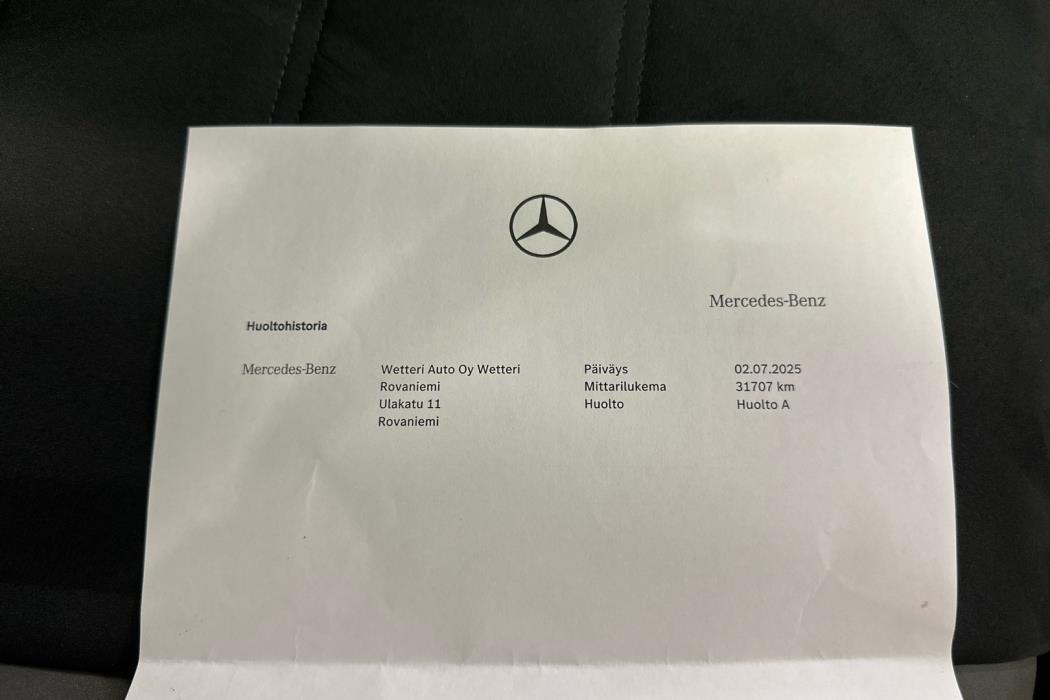 Mercedes-Benz
Huoltohistoria
Mercedes-Benz Wetteri Auto Oy Wetteri Päiväys 02.07.2025
Rovaniemi Mittarilukema 31707 km
Ulakatu 11 Huolto Huolto A
Rovaniemi